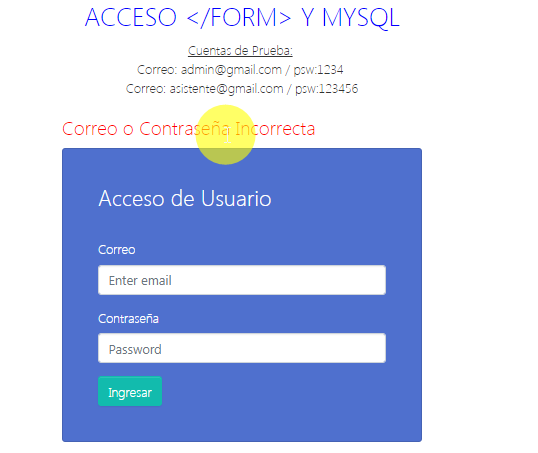 ACCESO </FORM> Y MYSQL
Cuentas de Prueba:
Correo: admin@gmail.com / psw:1234
Correo: asistente@gmail.com / psw:123456
Correo o Contraseña Incorrecta
Acceso de Usuario
Correo
Enter email
Contraseña
Password
Ingresar